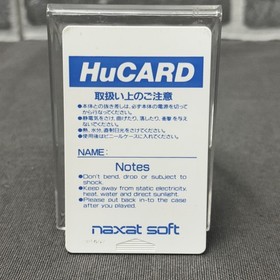 HuCARD
取扱い上のご注意
●本体との抜き差しは、必ず本体の電源を切って
から行なってください。
●静電気をさけ、曲げたり、落したり、衝撃を与え
ないでください。
●熱、水分、直射日光をさけてください。
●使用後はビニールケースに入れてください。
NAME:
Notes
●Don't bend, drop or subject to
shock.
●Keep away from static electricity,
heat, water and direct sunlight.
●Please put back in-to the case
after you played.
naxat soft